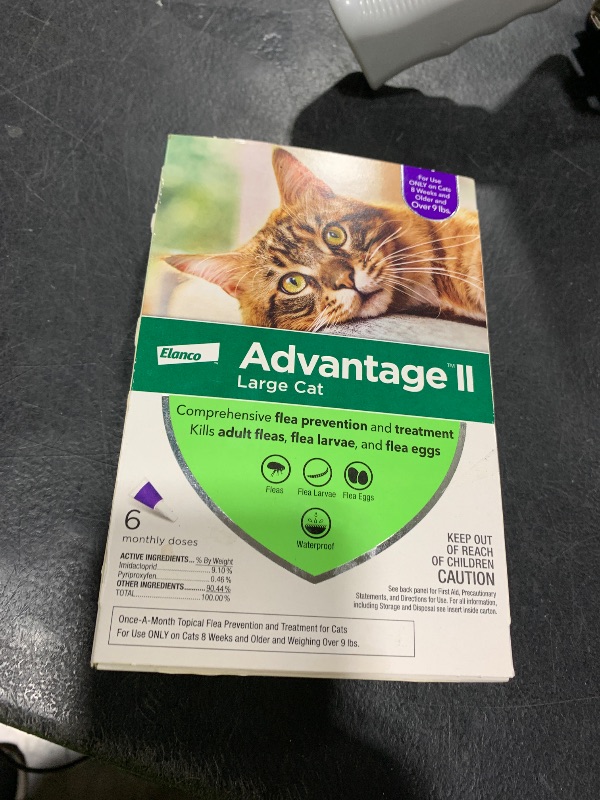 For Use
ONLY on Cats
8 Weeks and
Older and
Over 9 lbs.
Elanco
Advantage™ II
Large Cat
Comprehensive flea prevention and treatment
Kills adult fleas, flea larvae, and flea eggs
Fleas Flea Larvae Flea Eggs
Waterproof
6
monthly doses
KEEP OUT
OF REACH
OF CHILDREN
CAUTION
See back panel for First Aid, Precautionary
Statements, and Directions for Use. For all information,
including Storage and Disposal see insert inside carton.
ACTIVE INGREDIENTS... % By Weight
Imidacloprid...............9.10%
Pyriproxyfen...............0.46%
OTHER INGREDIENTS..........90.44%
TOTAL......................100.00%
Once-A-Month Topical Flea Prevention and Treatment for Cats
For Use ONLY on Cats 8 Weeks and Older and Weighing Over 9 lbs.